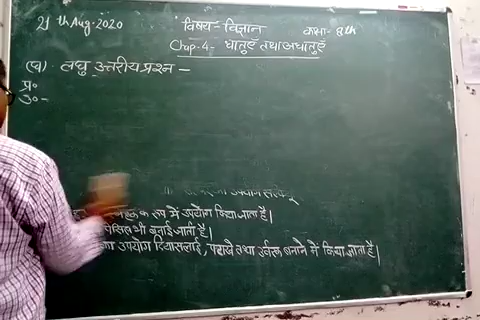 21 th Aug-2020 विषय- विज्ञान कक्षा- 8th
Chap-4- धातुएँ तथा अधातुएँ
(ख) लघु उत्तरीय प्रश्न -
प्र०
उ०-
उपयोग
के रूप में उपयोग किया जाता है।
भी बनाई जाती है।
उपयोग दियासलाई, पटाखे तथा उर्वरक बनाने में किया जाता है।